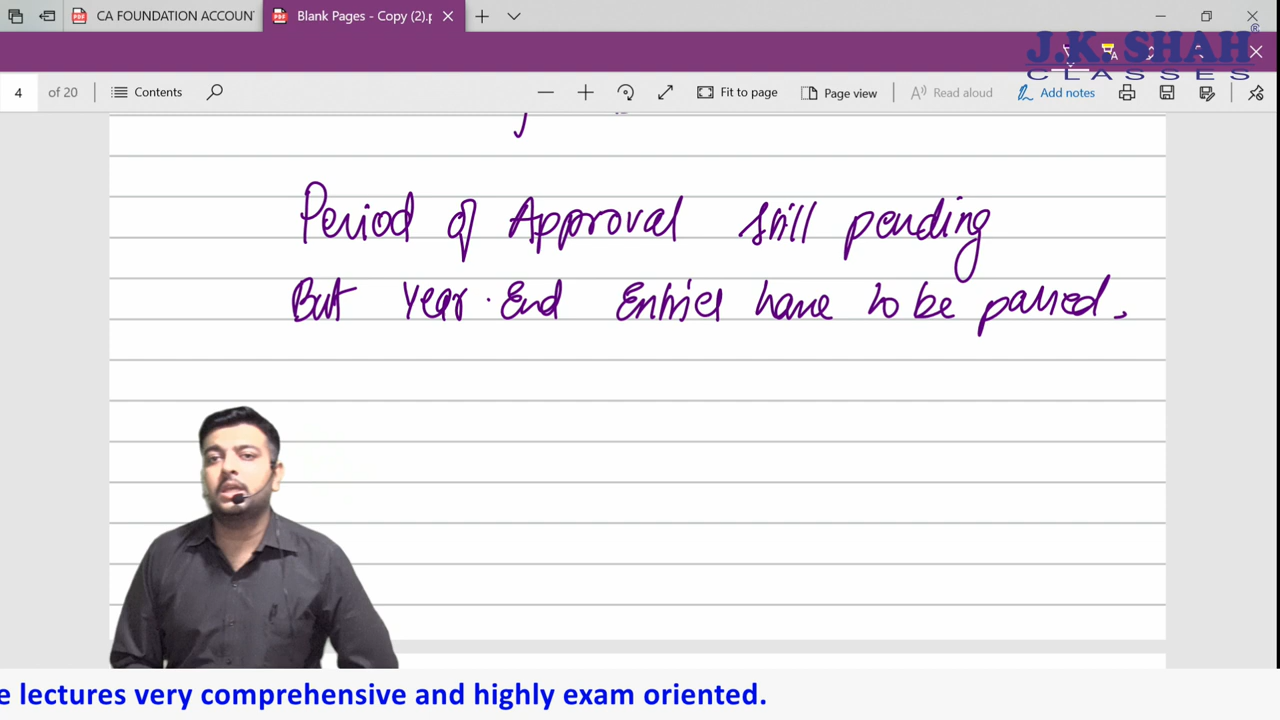 CA FOUNDATION ACCOUN
Blank Pages - Copy (2).p
J.K. SHAH®
CLASSES
4 of 20
Contents
Fit to page
Page view
Read aloud
Add notes
Period of Approval still pending
But Year-End Entries have to be passed.
e lectures very comprehensive and highly exam oriented.